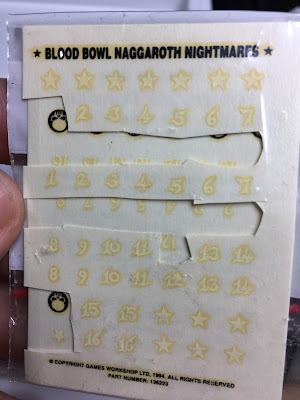 ★ BLOOD BOWL NAGGAROTH NIGHTMARES ★
2 3 4 5 6 7
1 2 3 4 5 6 7
8 9 10 11 13 14
8 9 10 11 12 13 14
15
16 16
© COPYRIGHT GAMES WORKSHOP LTD, 1994. ALL RIGHTS RESERVED
PART NUMBER: 136223